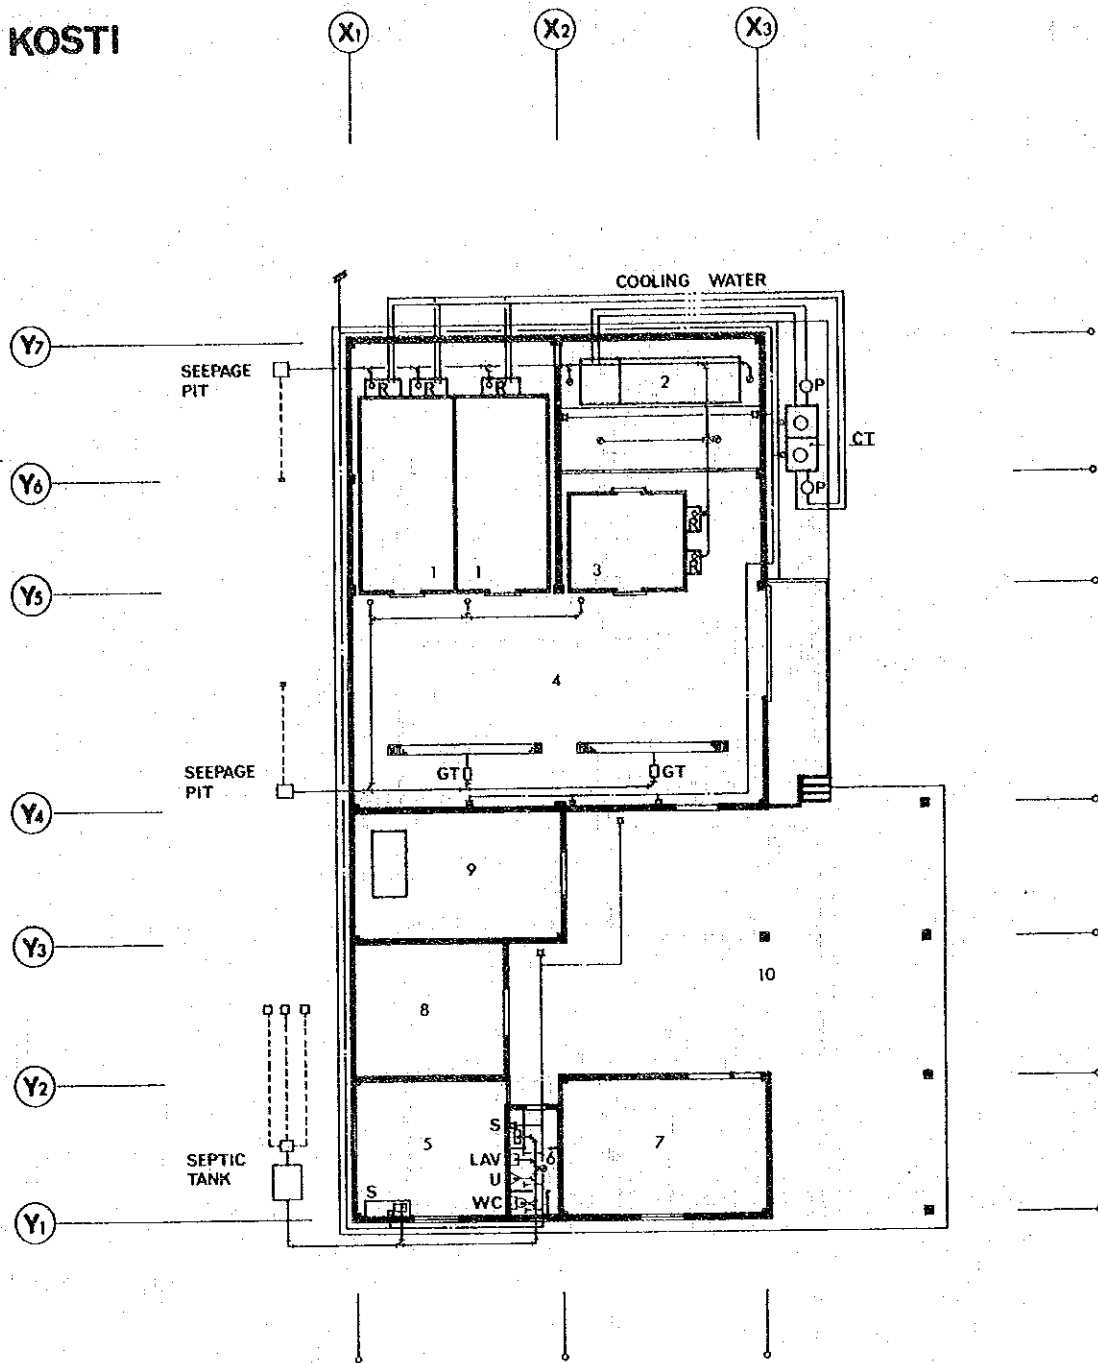 KOSTI
X1
X2
X3
COOLING WATER
Y7
SEEPAGE
PIT
R
R
R
2
P
CT
Y6
P
R
R
1
1
3
Y5
4
SEEPAGE
PIT
GT
GT
Y4
9
Y3
10
8
Y2
S
5
LAV
6
7
SEPTIC
TANK
U
S
WC
Y1